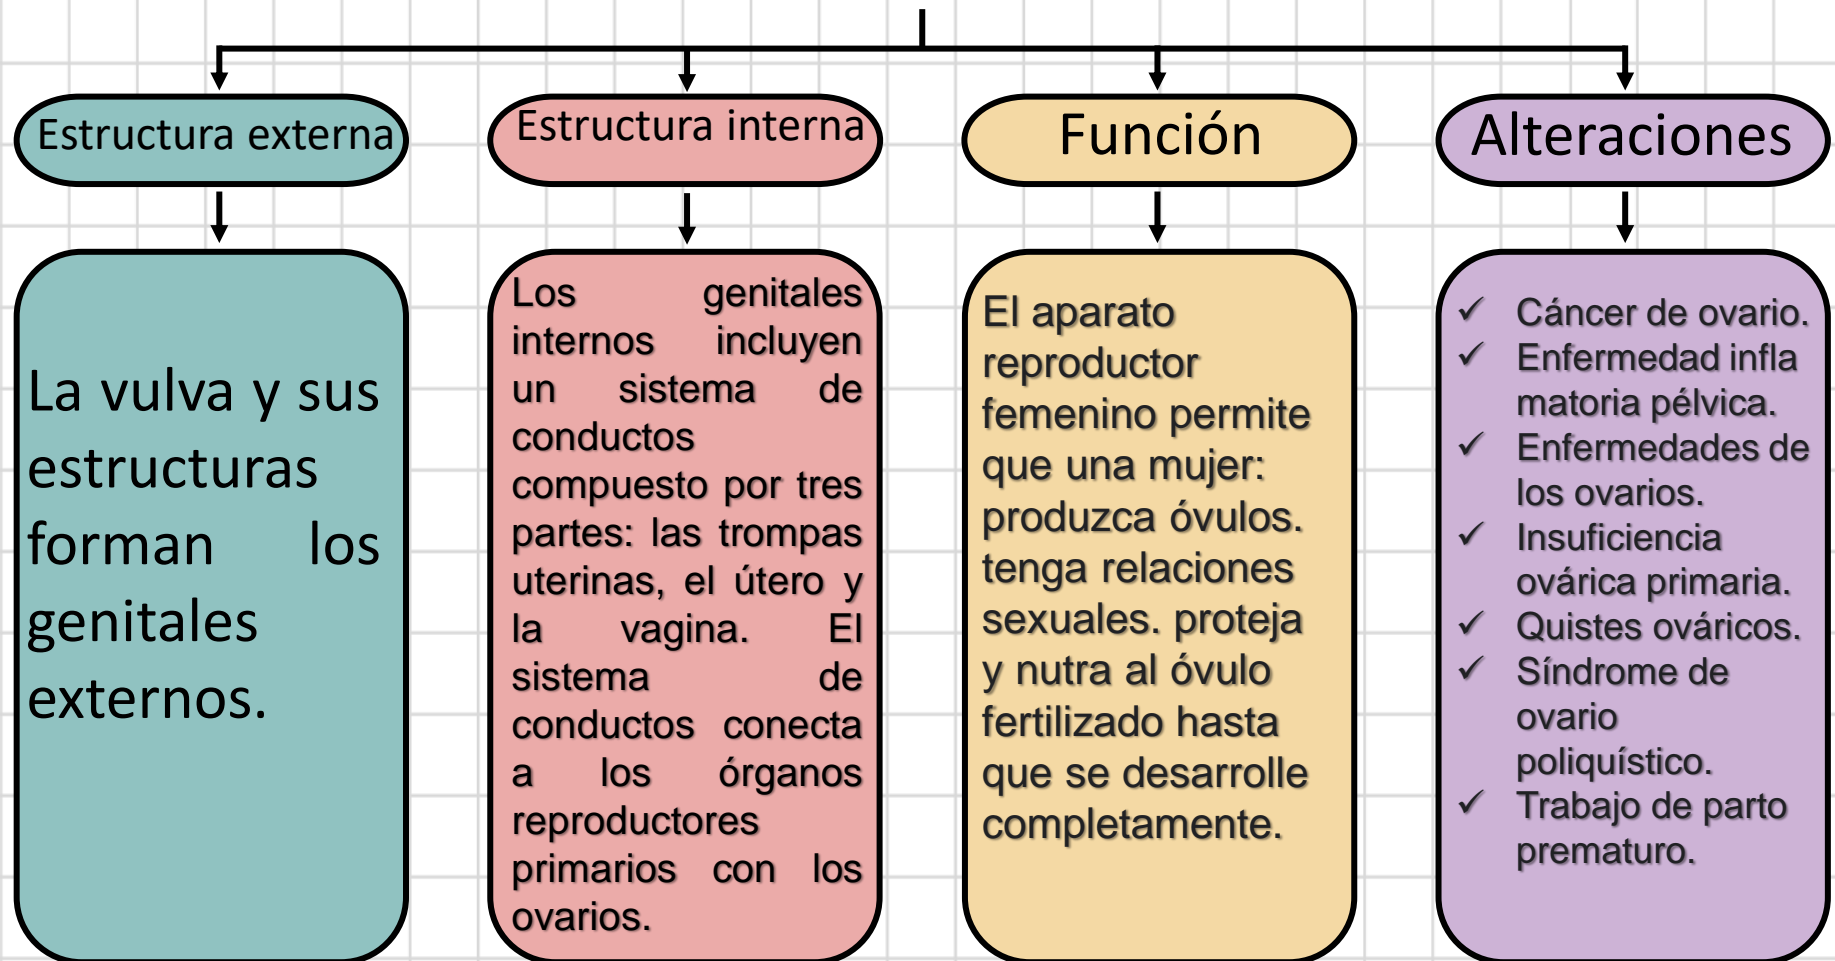 Estructura externa
Estructura interna
Función
Alteraciones
La vulva y sus
estructuras
forman los
genitales
externos.
Los genitales
internos incluyen
un sistema de
conductos
compuesto por tres
partes: las trompas
uterinas, el útero y
la vagina. El
sistema de
conductos conecta
a los órganos
reproductores
primarios con los
ovarios.
El aparato
reproductor
femenino permite
que una mujer:
produzca óvulos.
tenga relaciones
sexuales. proteja
y nutra al óvulo
fertilizado hasta
que se desarrolle
completamente.
✓ Cáncer de ovario.
✓ Enfermedad infla
matoria pélvica.
✓ Enfermedades de
los ovarios.
✓ Insuficiencia
ovárica primaria.
✓ Quistes ováricos.
✓ Síndrome de
ovario
poliquístico.
✓ Trabajo de parto
prematuro.